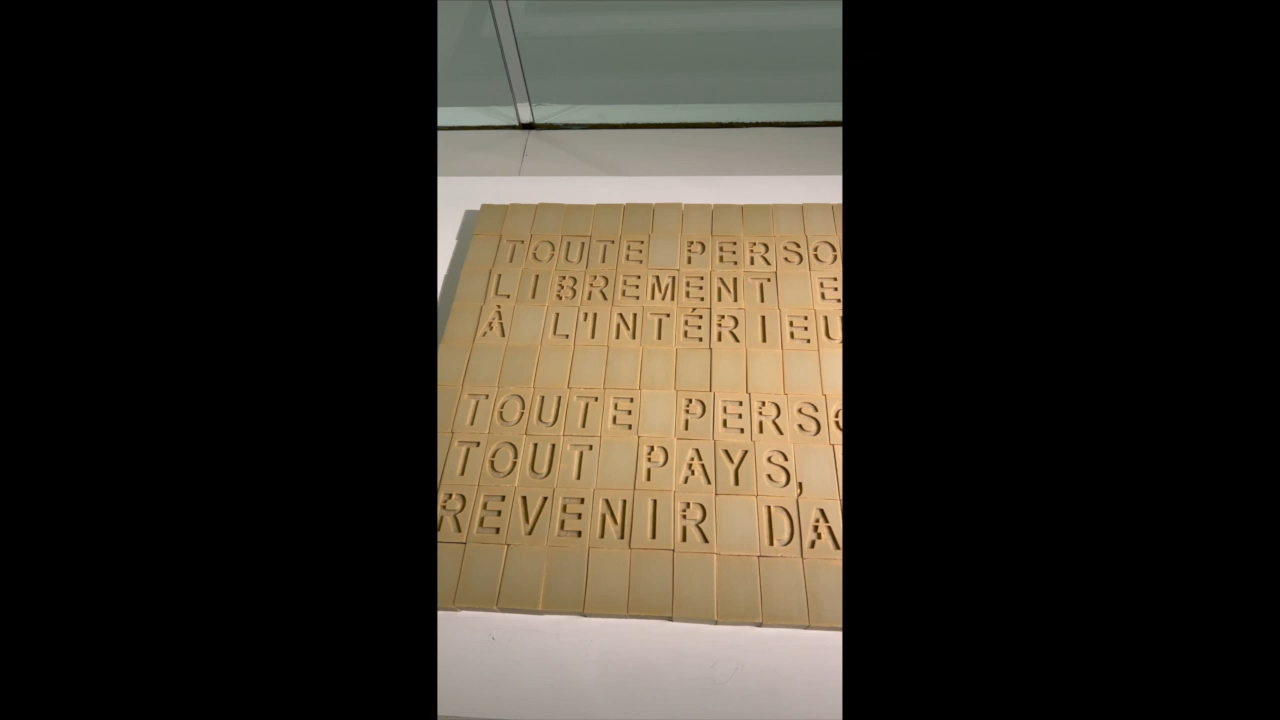 TOUTE PERSO
LIBREMENT E
À L'INTÉRIEU
TOUTE PERSO
TOUT PAYS,
REVENIR DA